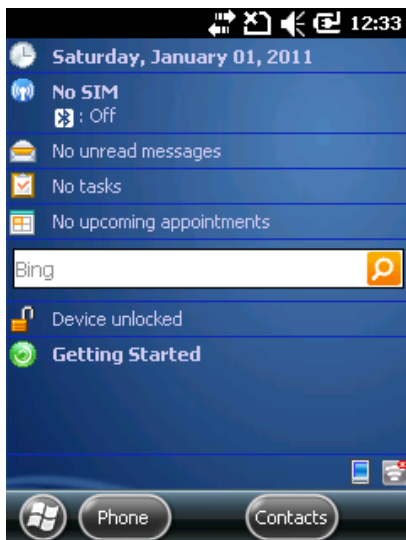 12:33
Saturday, January 01, 2011
No SIM
: Off
No unread messages
No tasks
No upcoming appointments
Bing
Device unlocked
Getting Started
Phone
Contacts